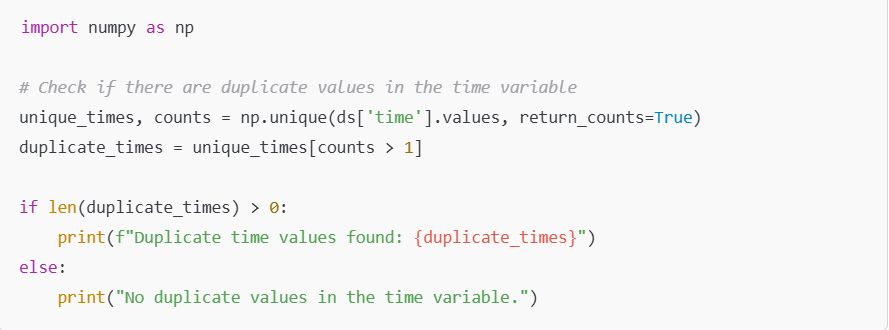 import numpy as np
# Check if there are duplicate values in the time variable
unique_times, counts = np.unique(ds['time'].values, return_counts=True)
duplicate_times = unique_times[counts > 1]
if len(duplicate_times) > 0:
    print(f"Duplicate time values found: {duplicate_times}")
else:
    print("No duplicate values in the time variable.")